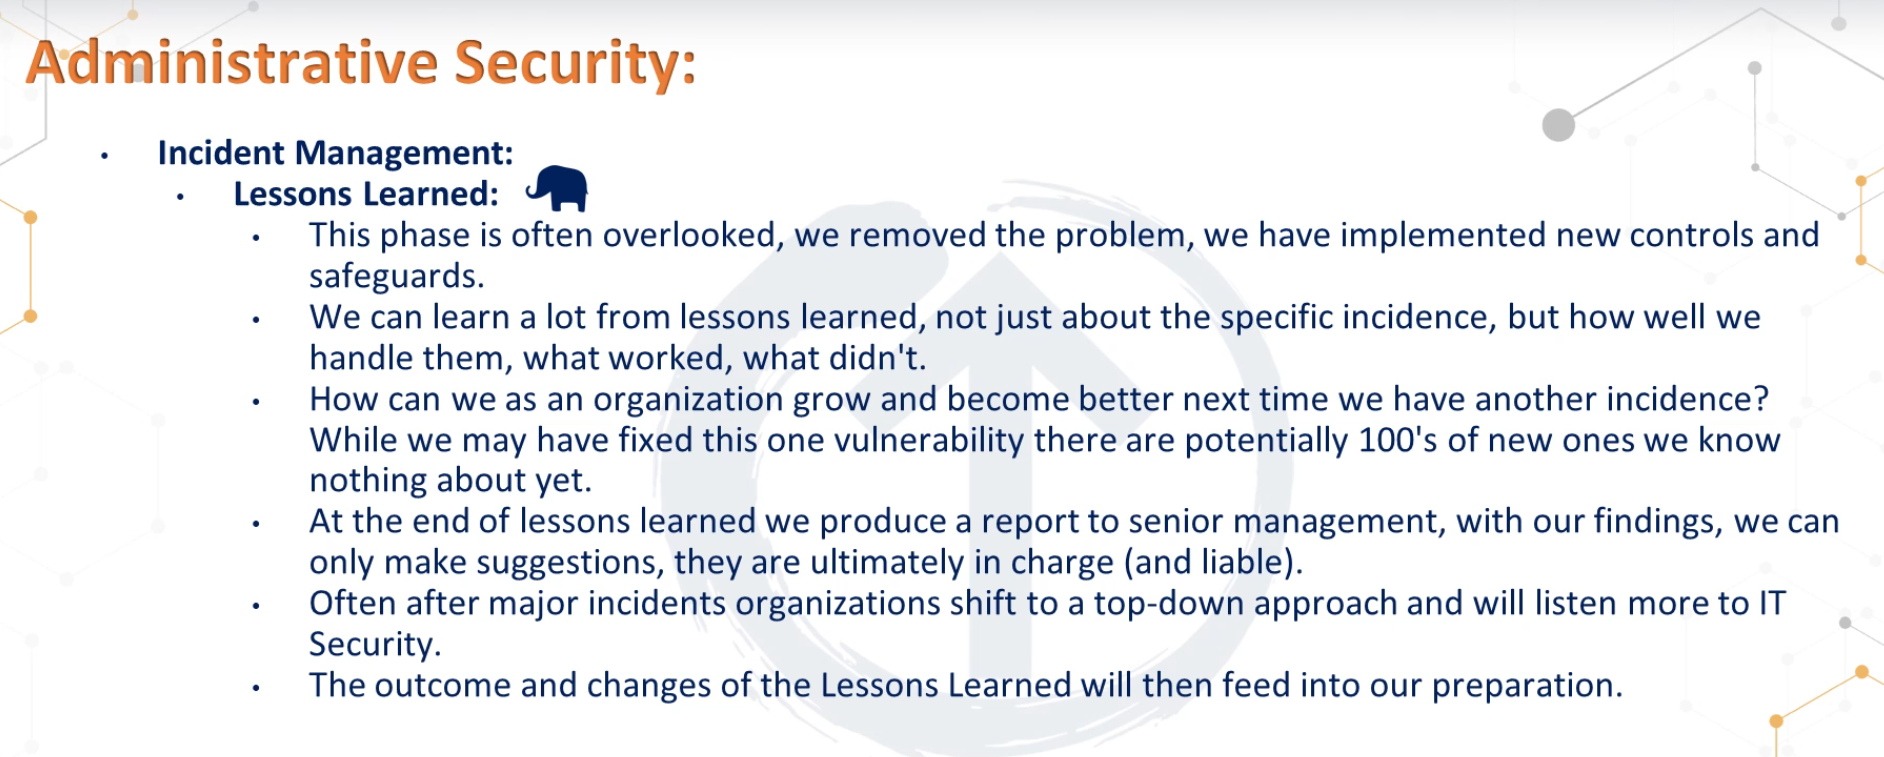 Administrative Security:
• Incident Management:
• Lessons Learned:
• This phase is often overlooked, we removed the problem, we have implemented new controls and
safeguards.
• We can learn a lot from lessons learned, not just about the specific incidence, but how well we
handle them, what worked, what didn't.
• How can we as an organization grow and become better next time we have another incidence?
While we may have fixed this one vulnerability there are potentially 100's of new ones we know
nothing about yet.
• At the end of lessons learned we produce a report to senior management, with our findings, we can
only make suggestions, they are ultimately in charge (and liable).
• Often after major incidents organizations shift to a top-down approach and will listen more to IT
Security.
• The outcome and changes of the Lessons Learned will then feed into our preparation.